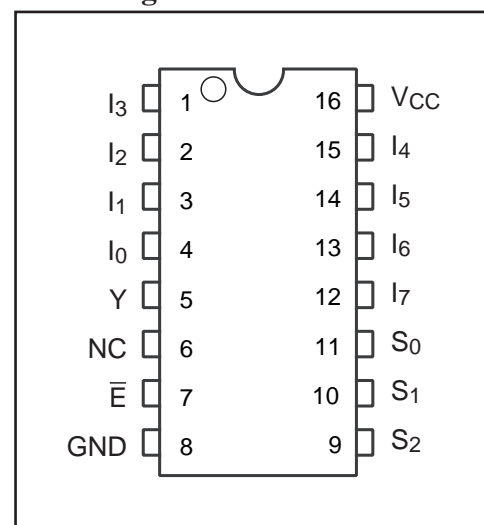 I3 1 16 VCC
I2 2 15 I4
I1 3 14 I5
I0 4 13 I6
Y 5 12 I7
NC 6 11 S0
E̅ 7 10 S1
GND 8 9 S2